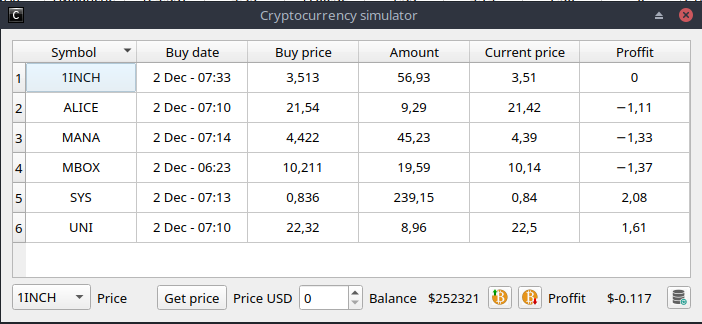 Cryptocurrency simulator
Symbol Buy date Buy price Amount Current price Proffit
1 1INCH 2 Dec - 07:33 3,513 56,93 3,51 0
2 ALICE 2 Dec - 07:10 21,54 9,29 21,42 −1,11
3 MANA 2 Dec - 07:14 4,422 45,23 4,39 −1,33
4 MBOX 2 Dec - 06:23 10,211 19,59 10,14 −1,37
5 SYS 2 Dec - 07:13 0,836 239,15 0,84 2,08
6 UNI 2 Dec - 07:10 22,32 8,96 22,5 1,61
1INCH Price Get price Price USD 0 Balance $252321 Proffit $-0.117